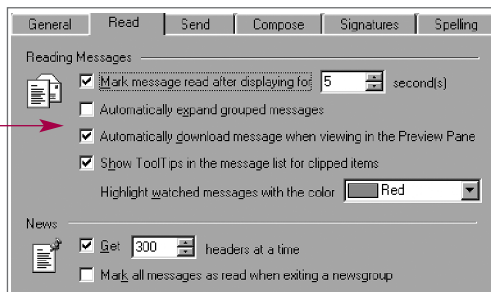 General Read Send Compose Signatures Spelling
Reading Messages
Mark message read after displaying for 5 second(s)
Automatically expand grouped messages
Automatically download message when viewing in the Preview Pane
Show ToolTips in the message list for clipped items
Highlight watched messages with the color Red
News
Get 300 headers at a time
Mark all messages as read when exiting a newsgroup